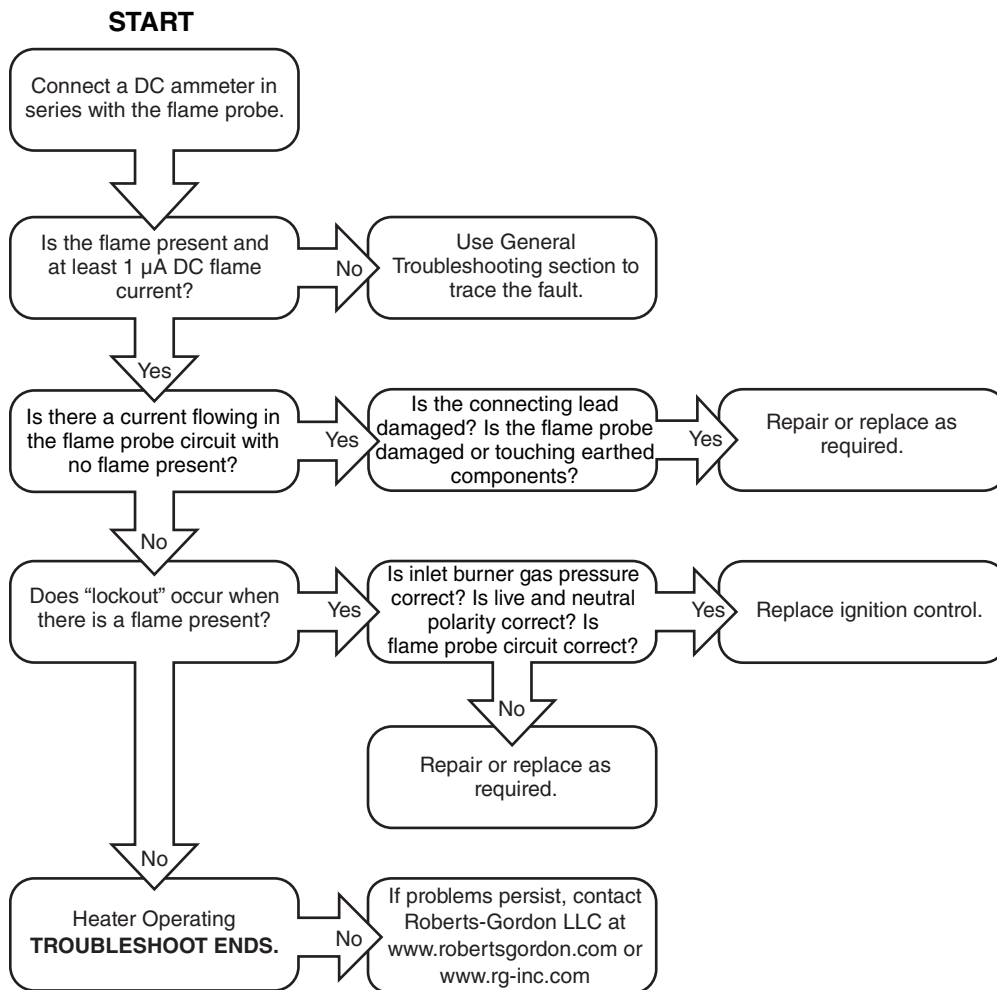 START
Connect a DC ammeter in
series with the flame probe.
Is the flame present and
at least 1 µA DC flame
current?
No
Use General
Troubleshooting section to
trace the fault.
Yes
Is there a current flowing in
the flame probe circuit with
no flame present?
Yes
Is the connecting lead
damaged? Is the flame probe
damaged or touching earthed
components?
Yes
Repair or replace as
required.
No
Does “lockout” occur when
there is a flame present?
Yes
Is inlet burner gas pressure
correct? Is live and neutral
polarity correct? Is
flame probe circuit correct?
Yes
Replace ignition control.
No
Repair or replace as
required.
No
Heater Operating
TROUBLESHOOT ENDS.
No
If problems persist, contact
Roberts-Gordon LLC at
www.robertsgordon.com or
www.rg-inc.com